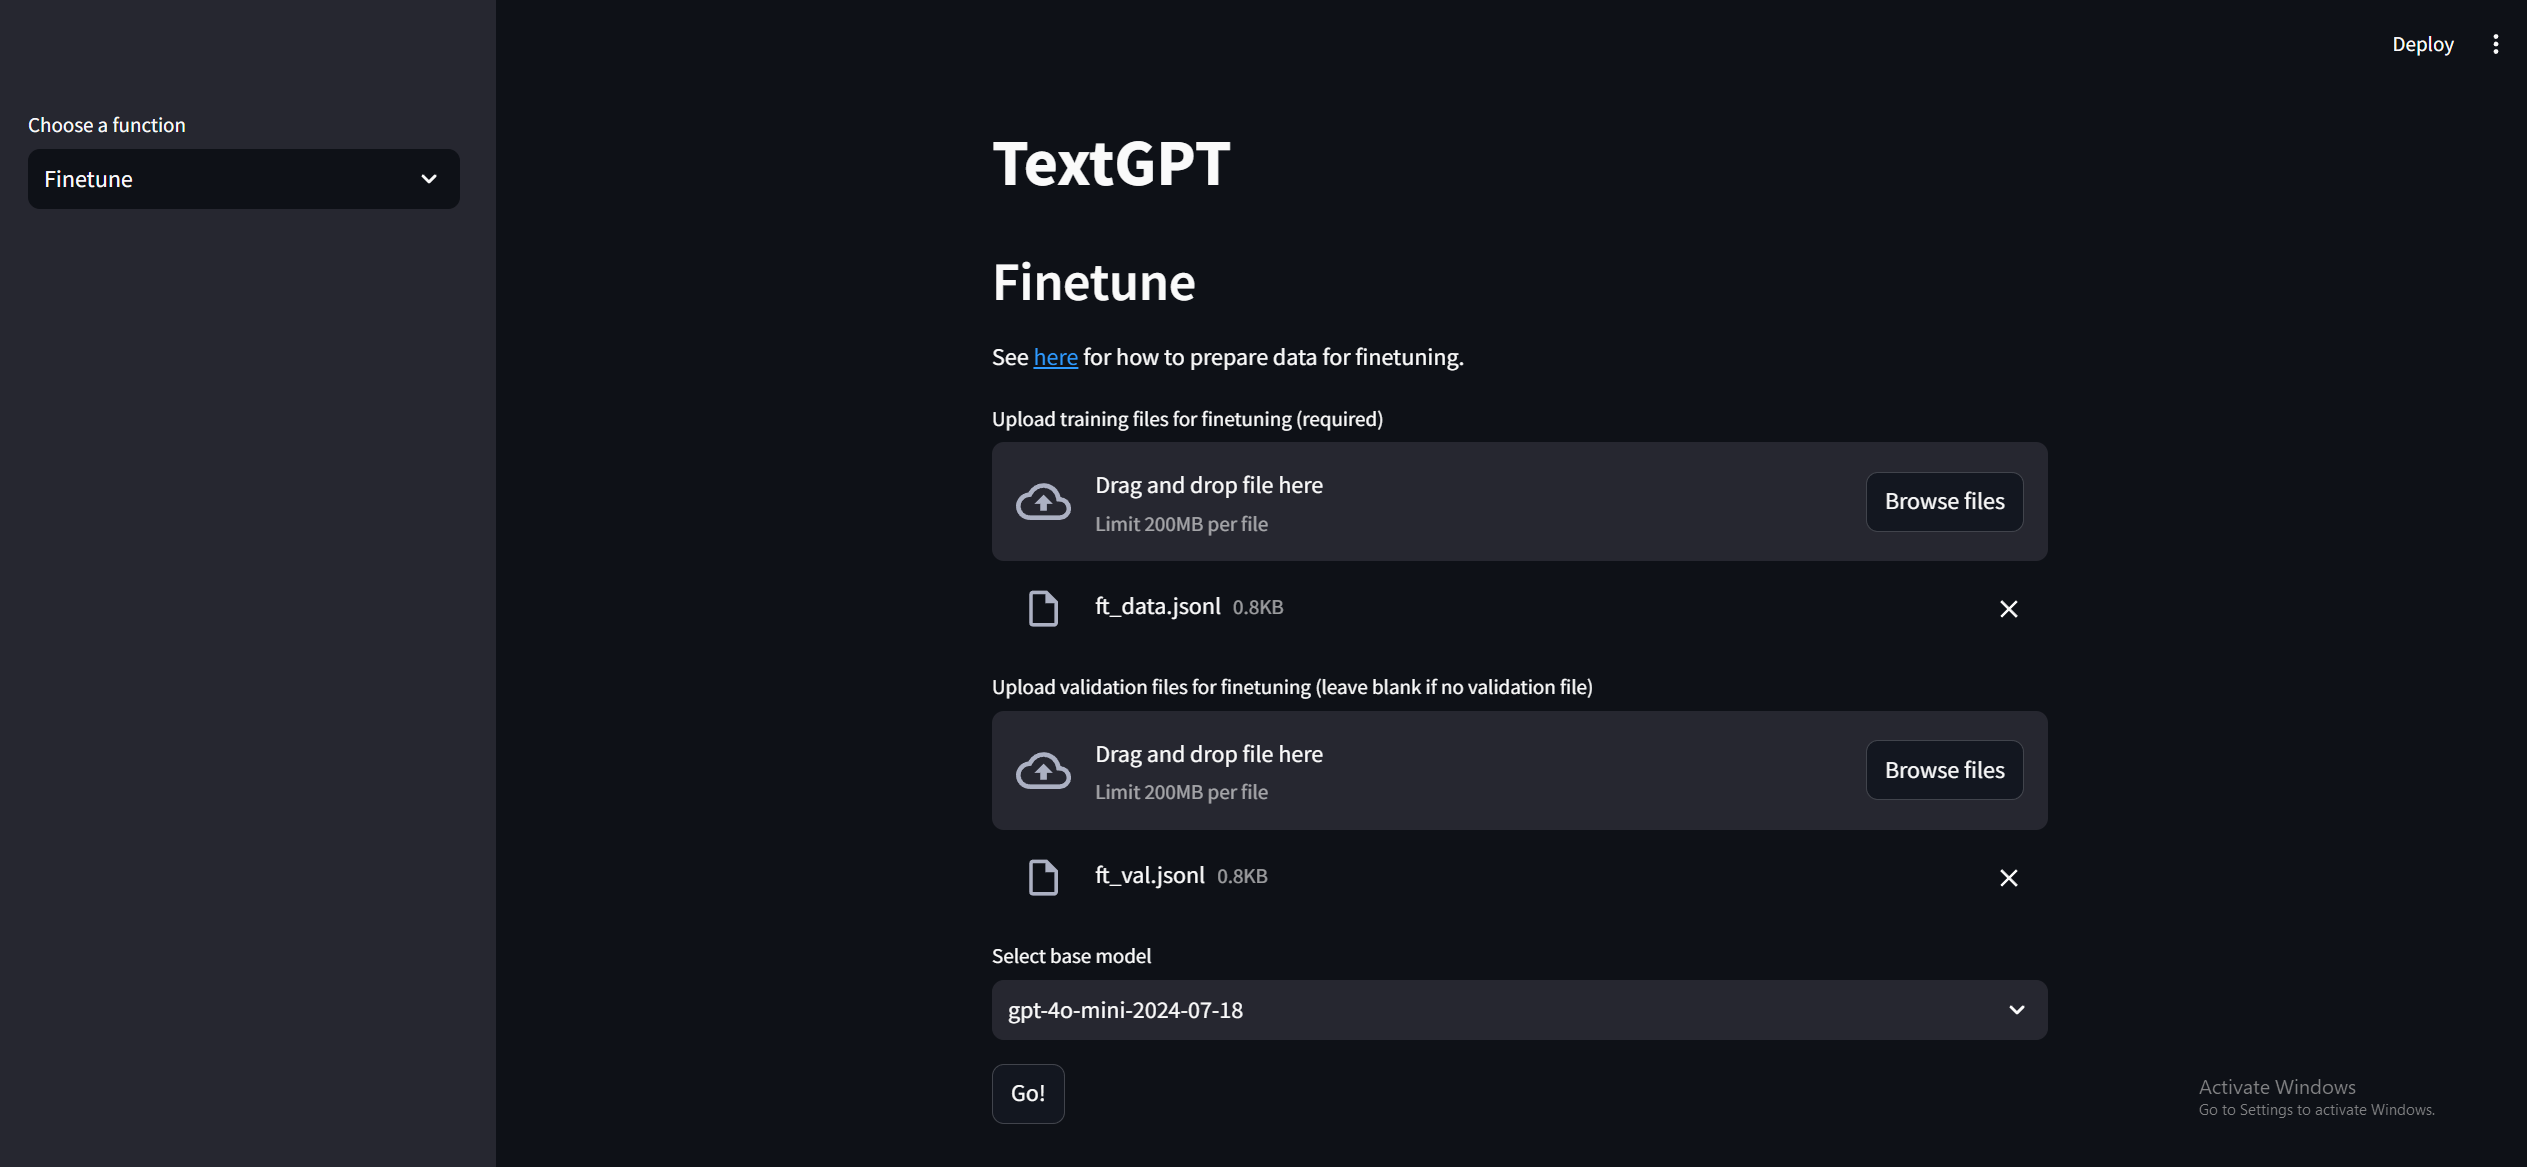 Deploy
Choose a function
Finetune
TextGPT
Finetune
See here for how to prepare data for finetuning.
Upload training files for finetuning (required)
Drag and drop file here
Limit 200MB per file
Browse files
ft_data.jsonl 0.8KB
Upload validation files for finetuning (leave blank if no validation file)
Drag and drop file here
Limit 200MB per file
Browse files
ft_val.jsonl 0.8KB
Select base model
gpt-4o-mini-2024-07-18
Go!
Activate Windows
Go to Settings to activate Windows.